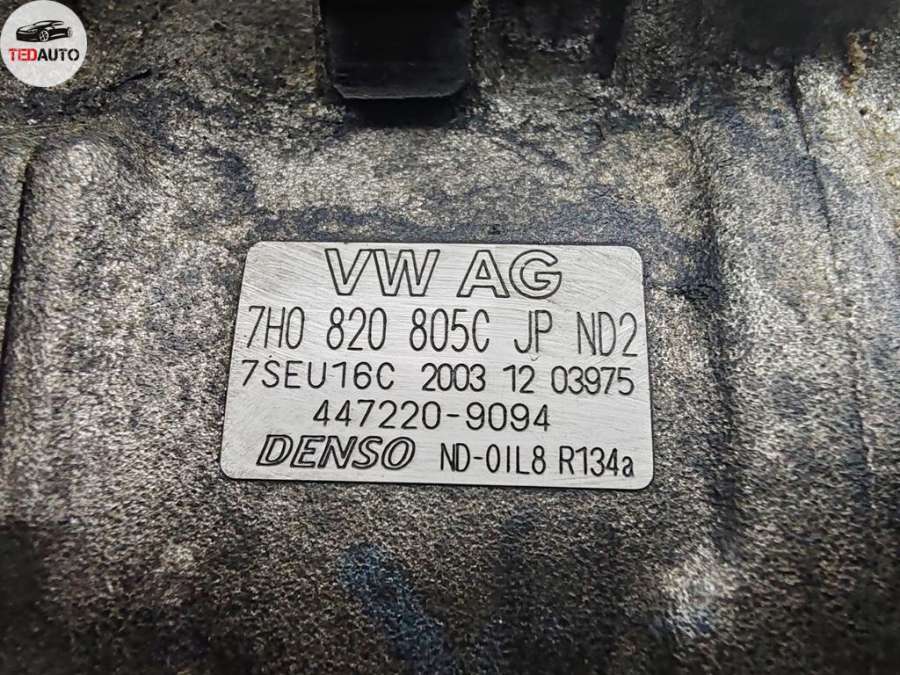 TEDAUTO
VW AG
7H0 820 805C JP ND2
7SEU16C 2003 12 03975
447220-9094
DENSO ND-OIL8 R134a